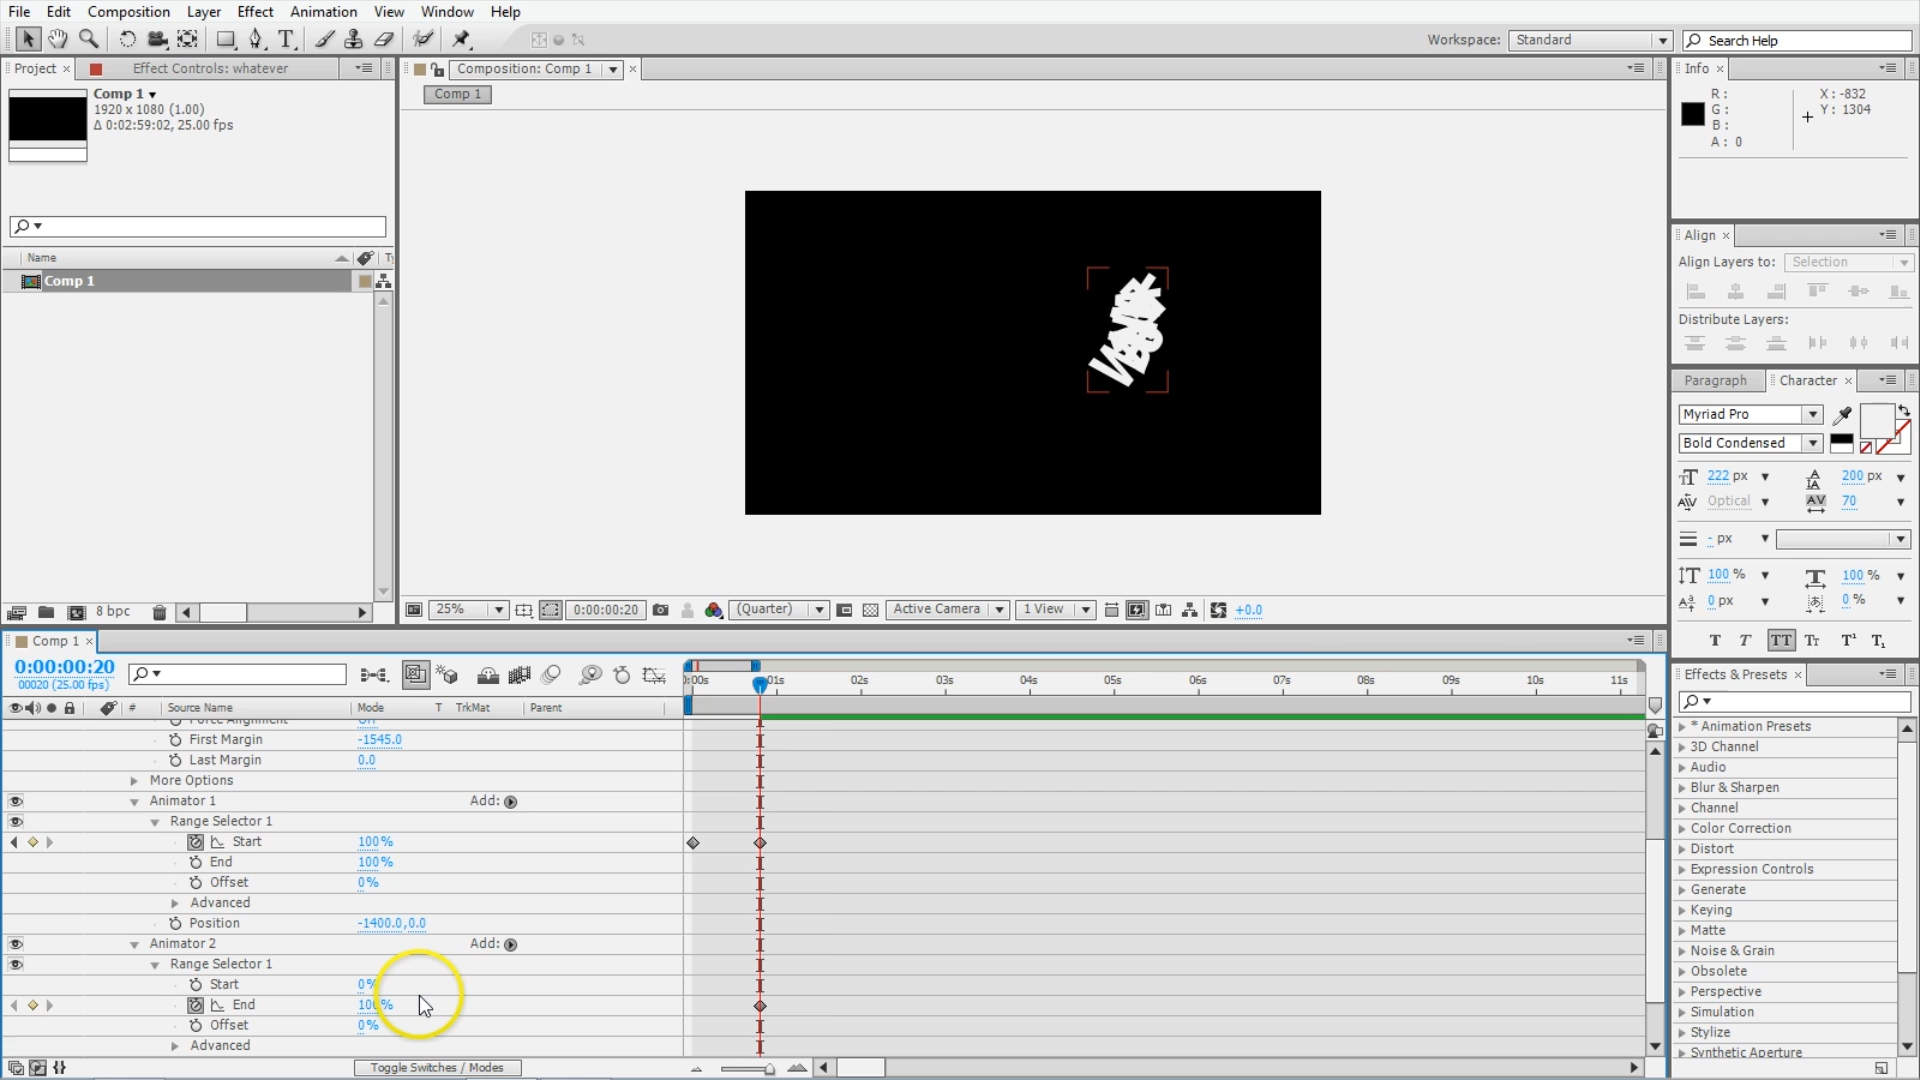 File Edit Composition Layer Effect Animation View Window Help
Workspace: Standard Search Help
Project Effect Controls: whatever
Composition: Comp 1
Info
Comp 1
1920 x 1080 (1.00)
Δ 0:02:59:02, 25.00 fps
Comp 1
R:
G:
B:
A: 0
X: -832
Y: 1304
Name
Comp 1
Align
Align Layers to: Selection
Distribute Layers:
Paragraph Character
Myriad Pro
Bold Condensed
222 px 200 px
Optical 70
- px
100 % 100 %
0 px 0 %
T T TT Tr T¹ T₁
8 bpc
25% 0:00:00:20 (Quarter) Active Camera 1 View +0.0
Comp 1
0:00:00:20
00020 (25.00 fps)
01s 02s 03s 04s 05s 06s 07s 08s 09s 10s 11s
# Source Name Mode T TrkMat Parent
Force Alignment Off
First Margin -1545.0
Last Margin 0.0
More Options
Animator 1 Add:
Range Selector 1
Start 100%
End 100%
Offset 0%
Advanced
Position -1400.0,0.0
Animator 2 Add:
Range Selector 1
Start 0%
End 100%
Offset 0%
Advanced
Toggle Switches / Modes
Effects & Presets
* Animation Presets
3D Channel
Audio
Blur & Sharpen
Channel
Color Correction
Distort
Expression Controls
Generate
Keying
Matte
Noise & Grain
Obsolete
Perspective
Simulation
Stylize
Synthetic Aperture